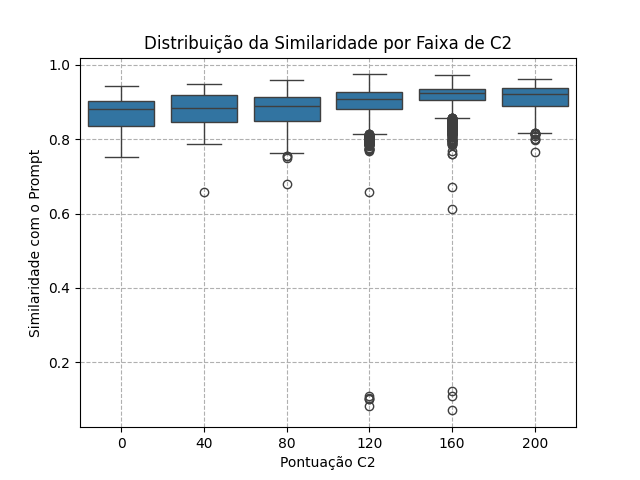 Distribuição da Similaridade por Faixa de C2
Similaridade com o Prompt
1.0
0.8
0.6
0.4
0.2
0 40 80 120 160 200
Pontuação C2